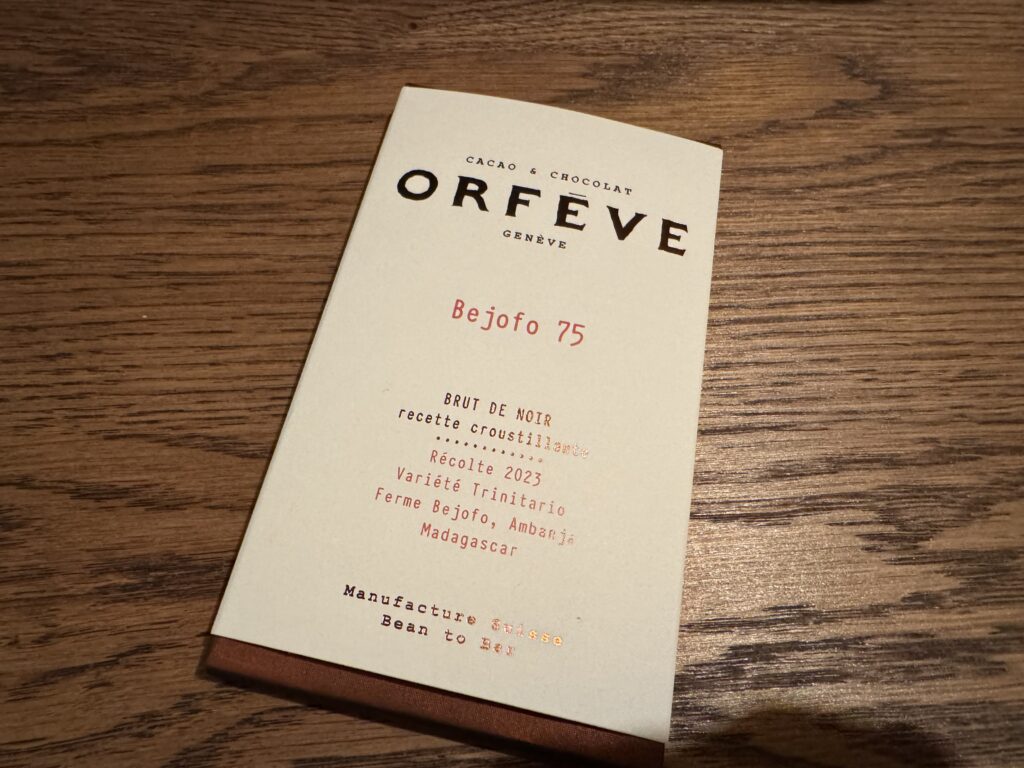 CACAO & CHOCOLAT
ORFĒVE
GENÈVE
Bejofo 75
BRUT DE NOIR
recette croustillante
Récolte 2023
Variété Trinitario
Ferme Bejofo, Ambanja
Madagascar
Manufacture Suisse
Bean to Bar